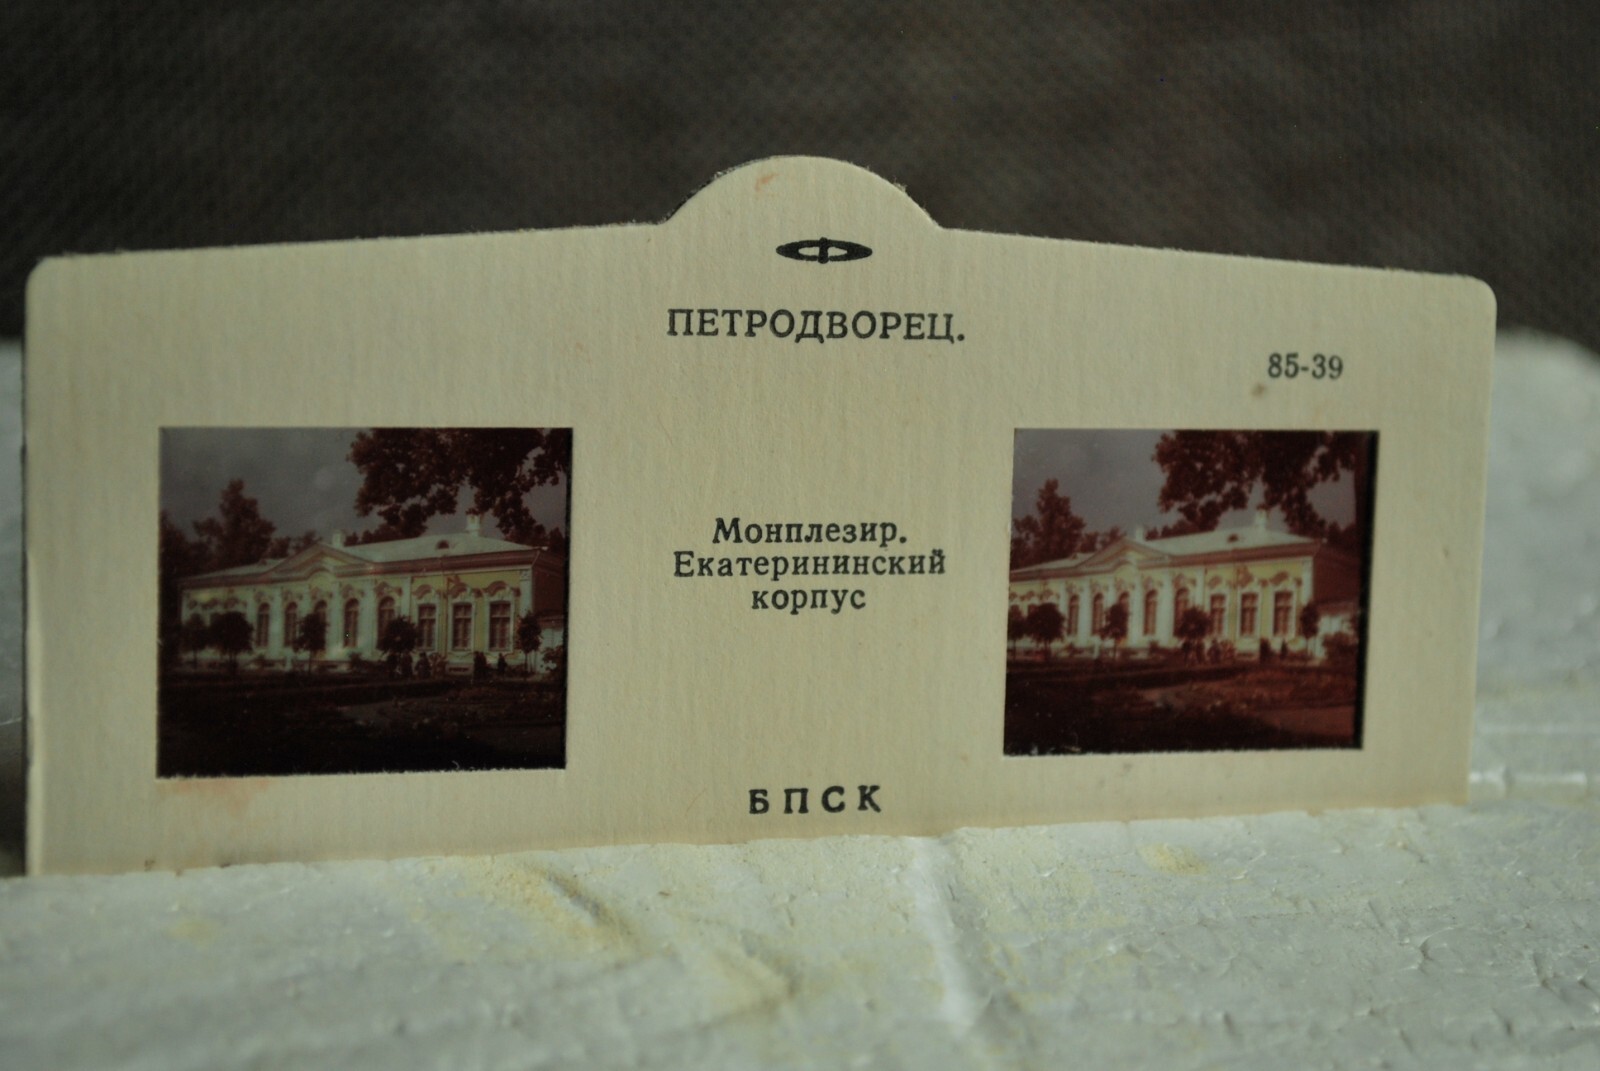 ПЕТРОДВОРЕЦ.
85-39
Монплезир.
Екатерининский
корпус
БПСК